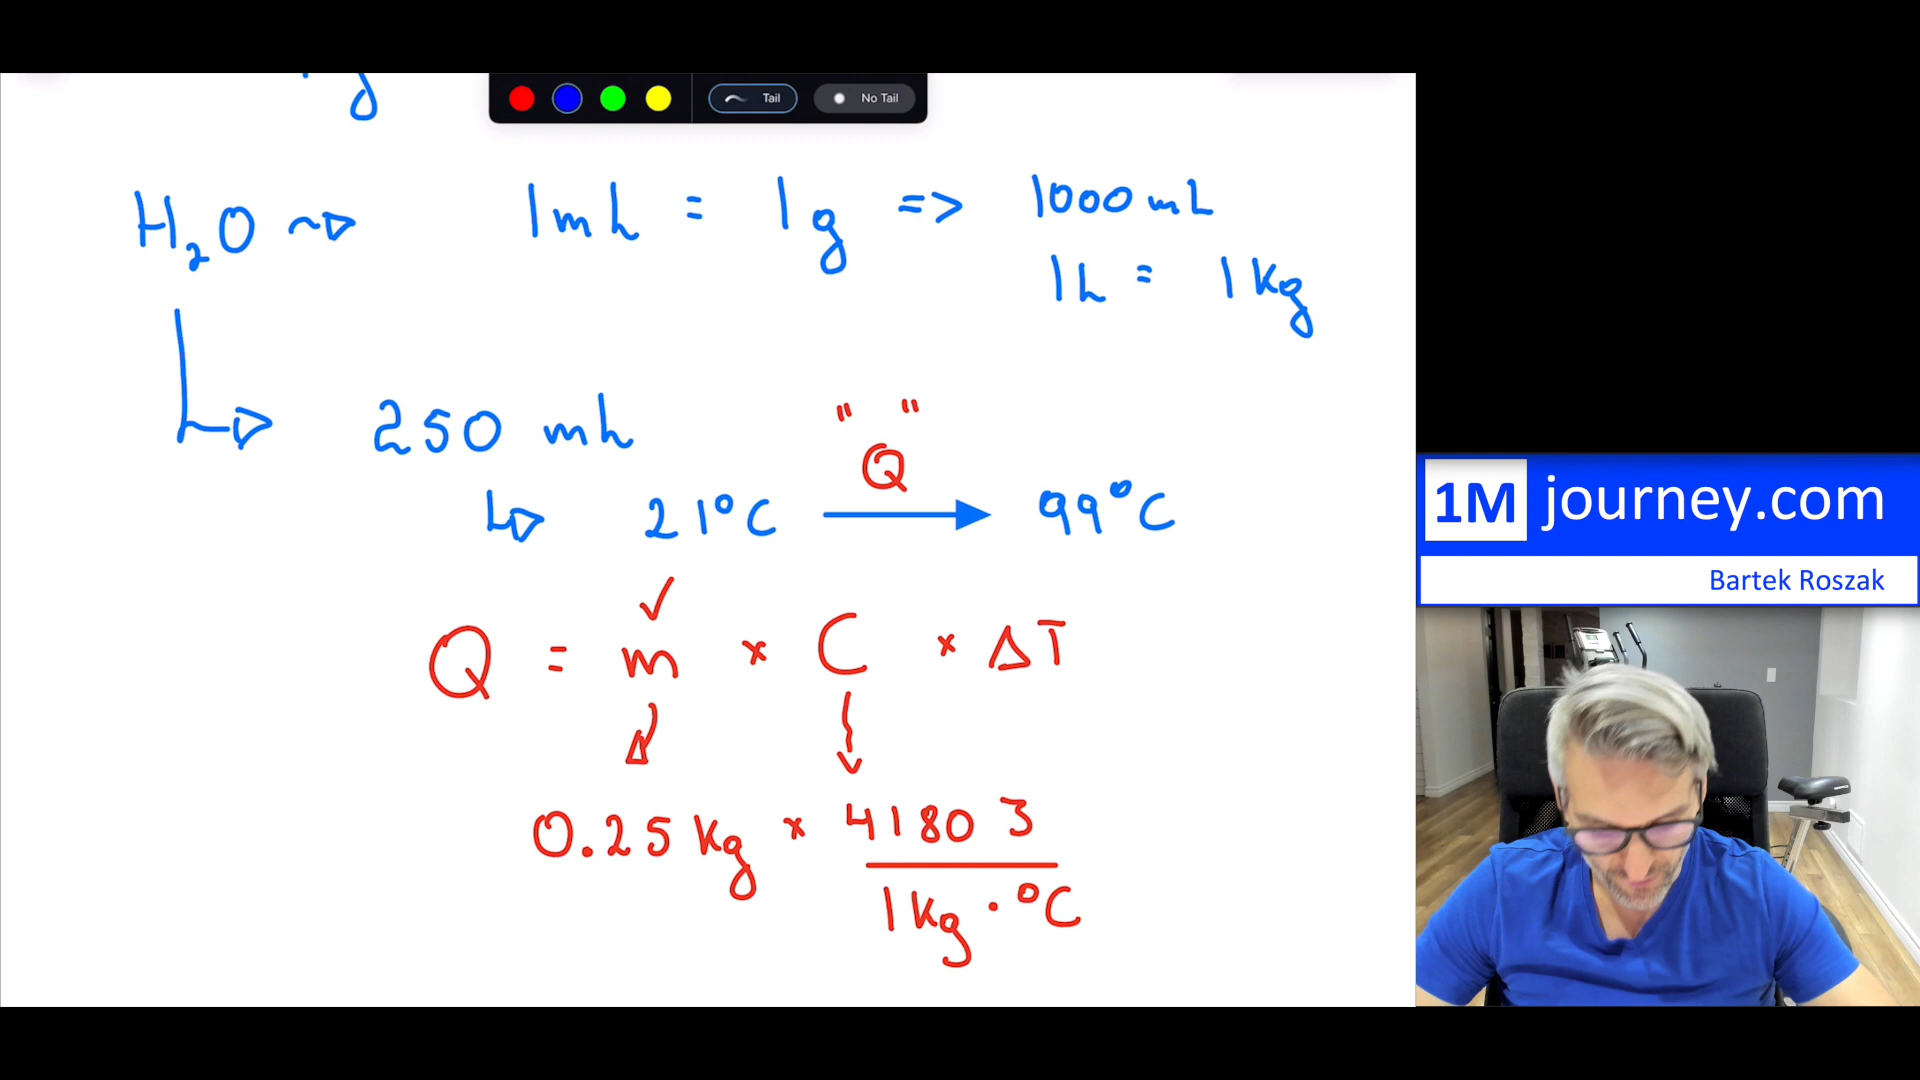 Tail No Tail
H₂O 1mL = 1g => 1000mL
1L = 1kg
250 mL
" "
Q
21°C 99°C
Q = m × C × ΔT
0.25 kg × 4180 J
1kg · °C
1M journey.com
Bartek Roszak